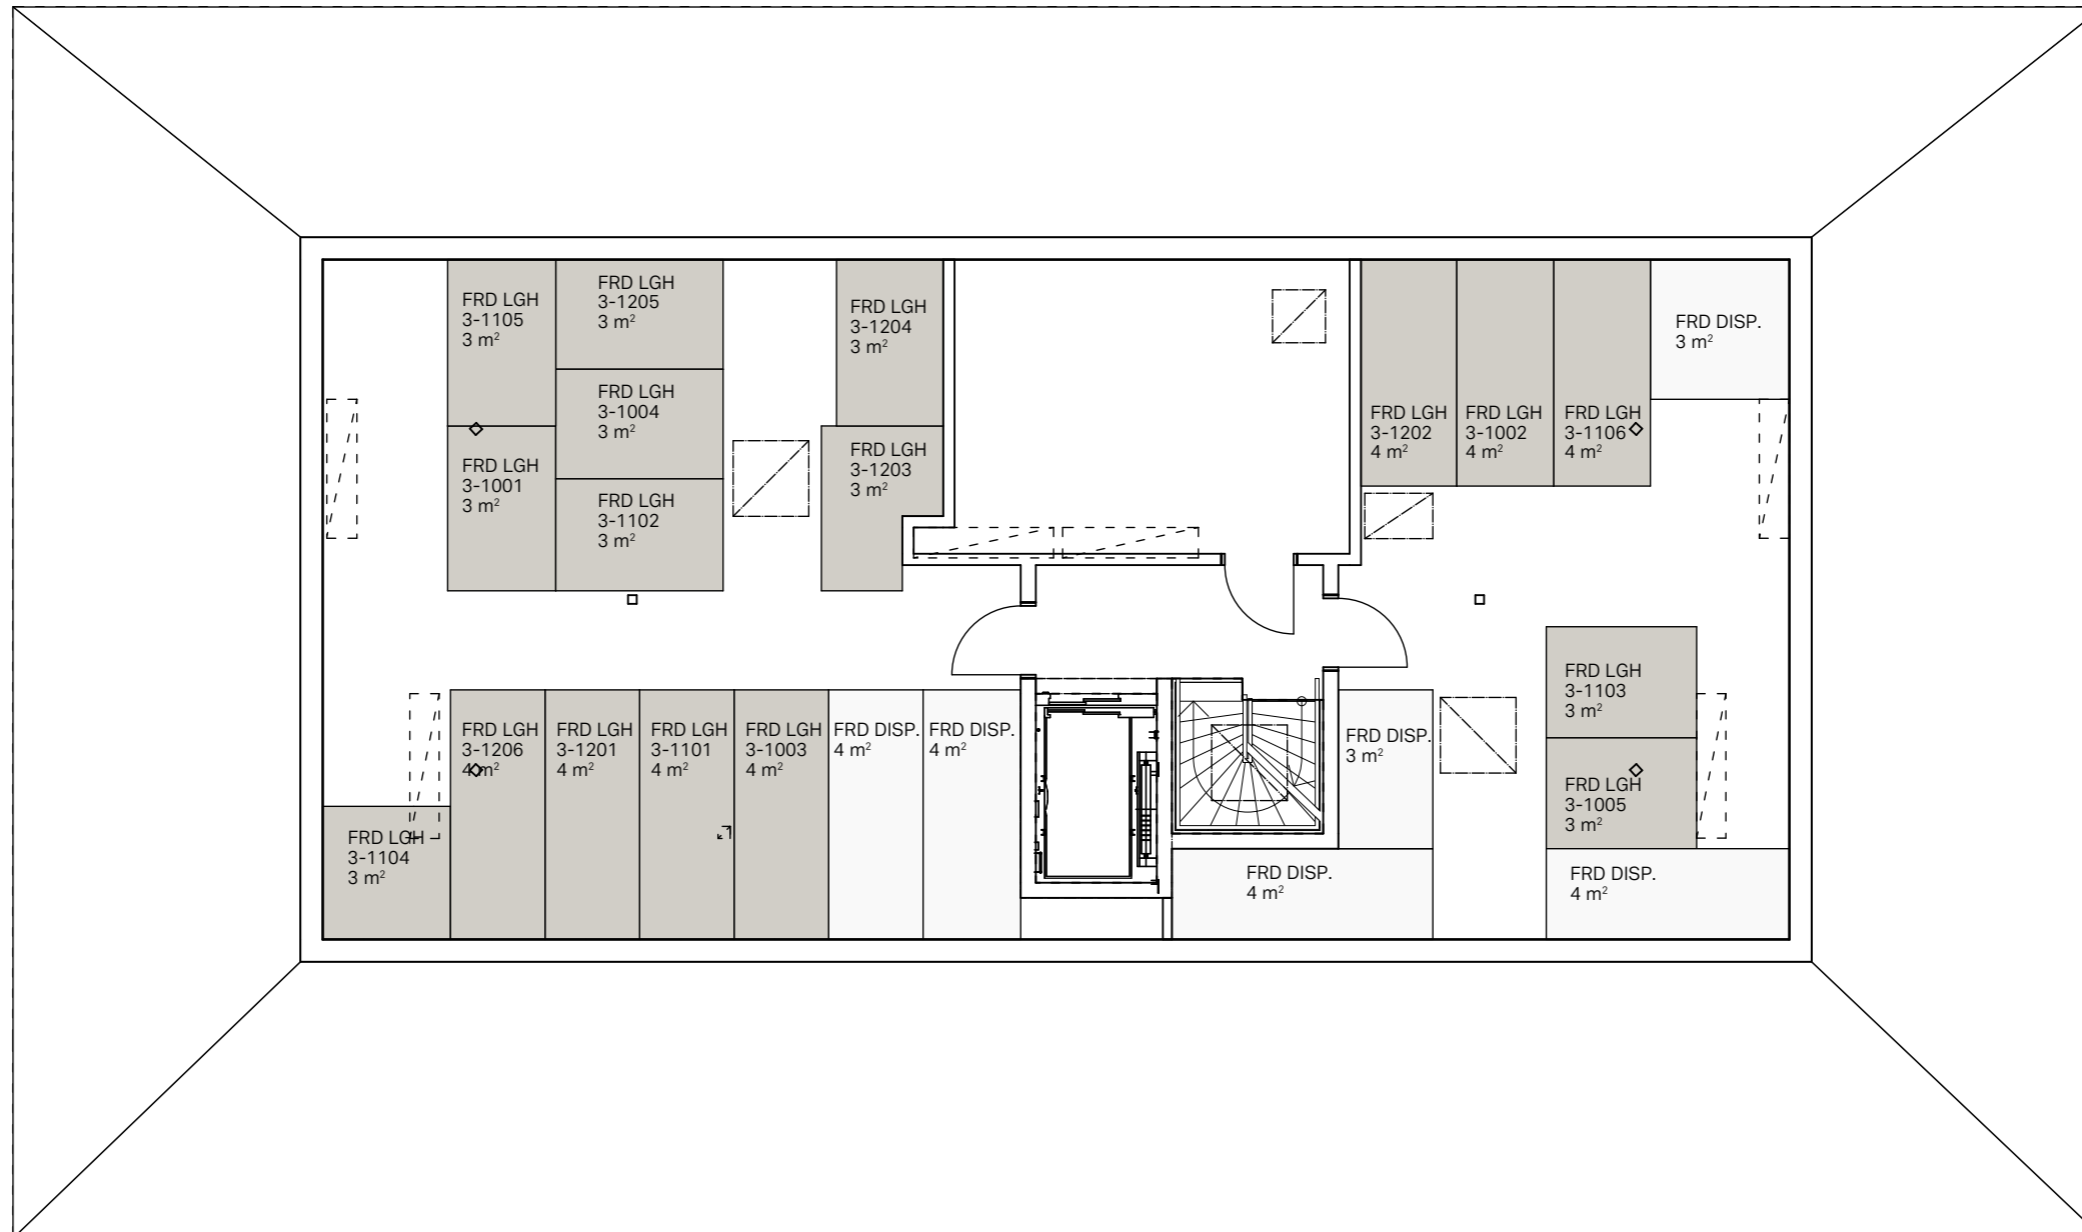 FRD LGH
3-1105
3 m²
FRD LGH
3-1205
3 m²
FRD LGH
3-1204
3 m²
FRD LGH
3-1004
3 m²
FRD LGH
3-1001
3 m²
FRD LGH
3-1102
3 m²
FRD LGH
3-1203
3 m²
FRD LGH
3-1202
4 m²
FRD LGH
3-1002
4 m²
FRD LGH
3-1106
4 m²
FRD DISP.
3 m²
FRD LGH
3-1104
3 m²
FRD LGH
3-1206
4 m²
FRD LGH
3-1201
4 m²
FRD LGH
3-1101
4 m²
FRD LGH
3-1003
4 m²
FRD DISP.
4 m²
FRD DISP.
4 m²
FRD DISP.
3 m²
FRD DISP.
4 m²
FRD LGH
3-1103
3 m²
FRD LGH
3-1005
3 m²
FRD DISP.
4 m²